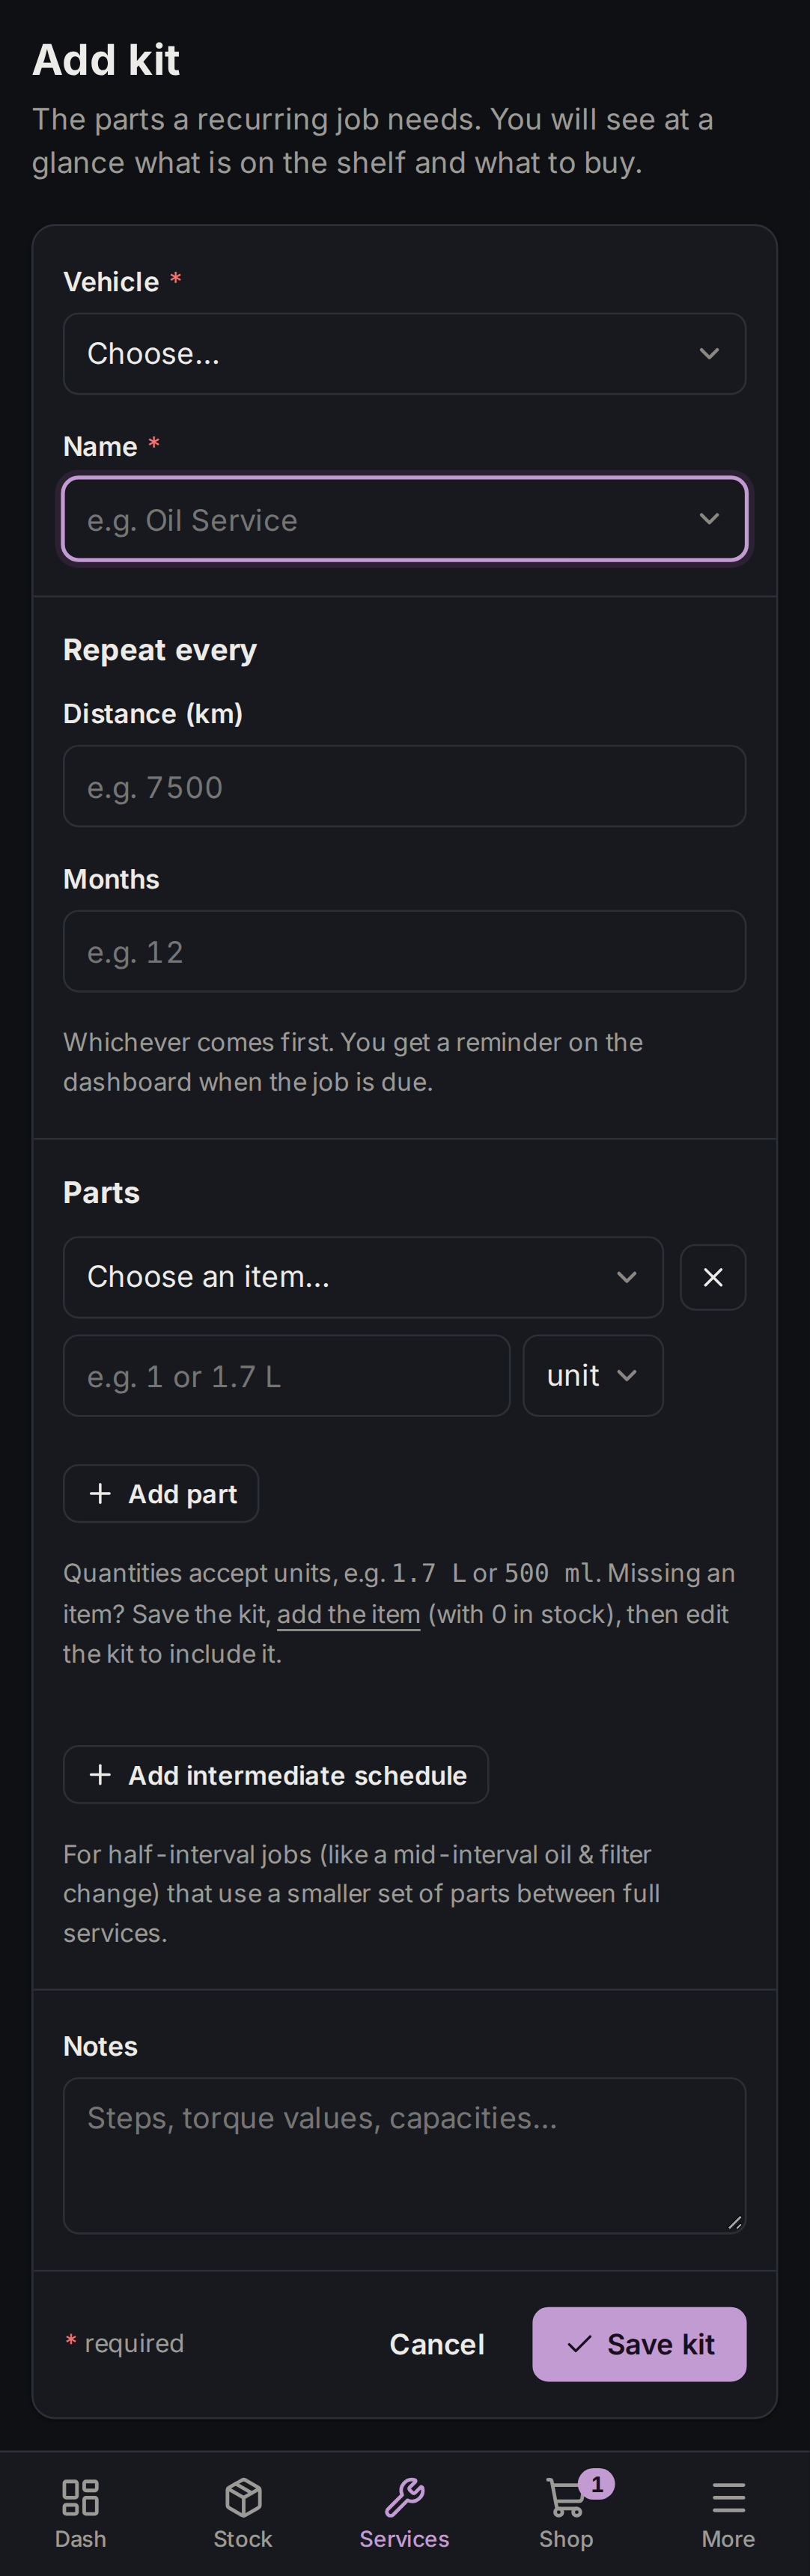 Add kit
The parts a recurring job needs. You will see at a
glance what is on the shelf and what to buy.
Vehicle *
Choose...
Name *
e.g. Oil Service
Repeat every
Distance (km)
e.g. 7500
Months
e.g. 12
Whichever comes first. You get a reminder on the
dashboard when the job is due.
Parts
Choose an item...
e.g. 1 or 1.7 L
unit
Add part
Quantities accept units, e.g. 1.7 L or 500 ml. Missing an
item? Save the kit, add the item (with 0 in stock), then edit
the kit to include it.
Add intermediate schedule
For half-interval jobs (like a mid-interval oil & filter
change) that use a smaller set of parts between full
services.
Notes
Steps, torque values, capacities...
* required
Cancel
Save kit
1
Dash
Stock
Services
Shop
More